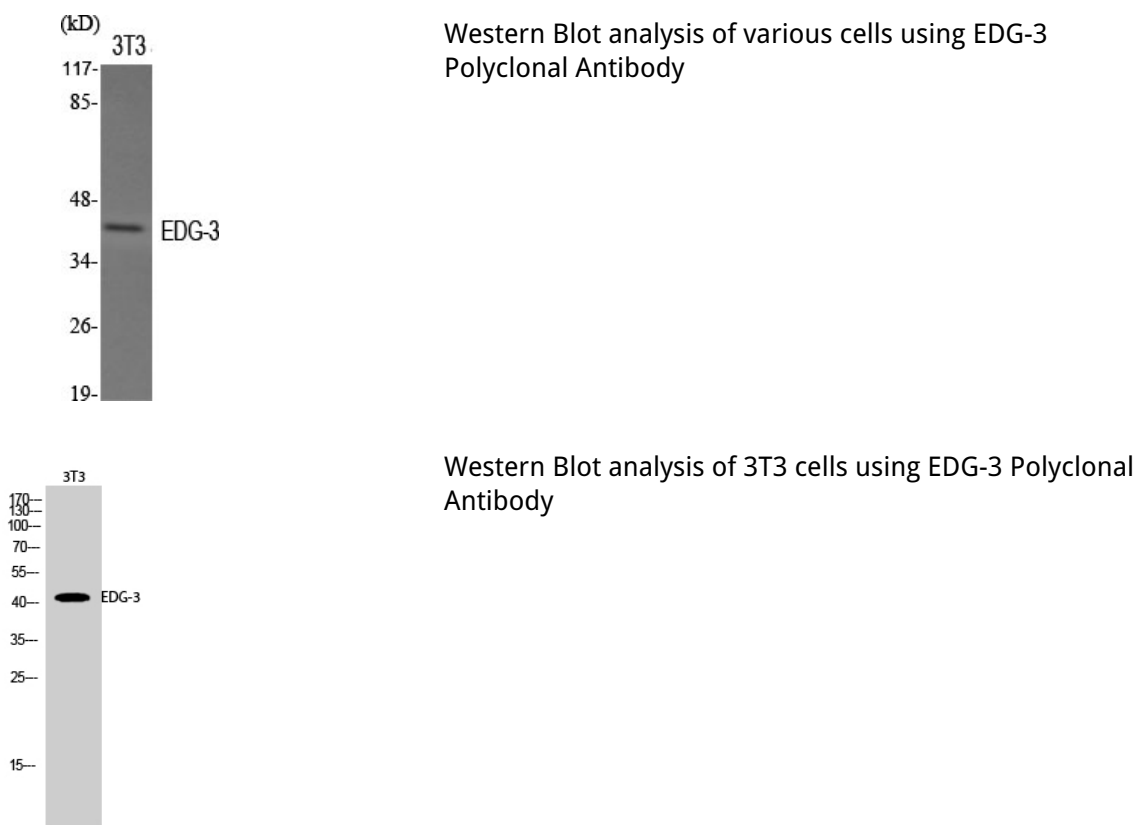 (kD)
3T3
117-
85-
48-
EDG-3
34-
26-
19-
Western Blot analysis of various cells using EDG-3
Polyclonal Antibody
3T3
170---
130---
100---
70---
55---
40---
EDG-3
35---
25---
15---
Western Blot analysis of 3T3 cells using EDG-3 Polyclonal
Antibody